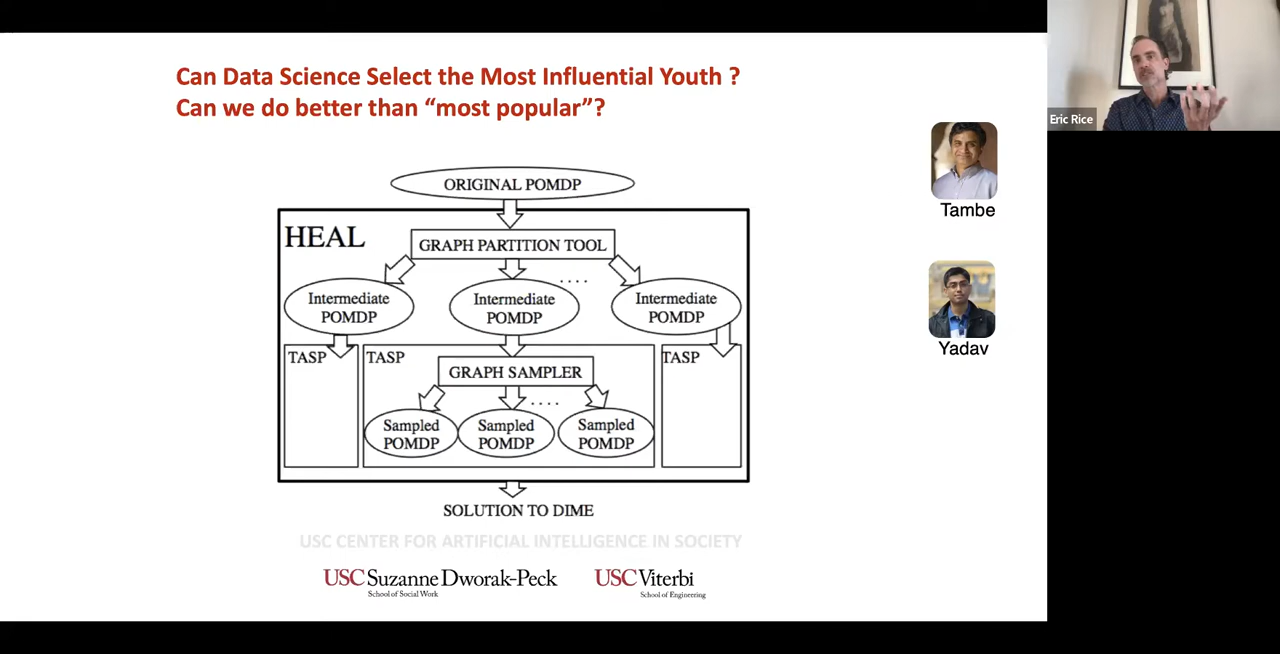 Can Data Science Select the Most Influential Youth ?
Can we do better than “most popular”?
Eric Rice
Tambe
Yadav
ORIGINAL POMDP
HEAL
GRAPH PARTITION TOOL
. . . .
Intermediate
POMDP
Intermediate
POMDP
Intermediate
POMDP
TASP
TASP
TASP
GRAPH SAMPLER
. . . .
Sampled
POMDP
Sampled
POMDP
Sampled
POMDP
SOLUTION TO DIME
USC CENTER FOR ARTIFICIAL INTELLIGENCE IN SOCIETY
USC Suzanne Dworak-Peck
School of Social Work
USC Viterbi
School of Engineering